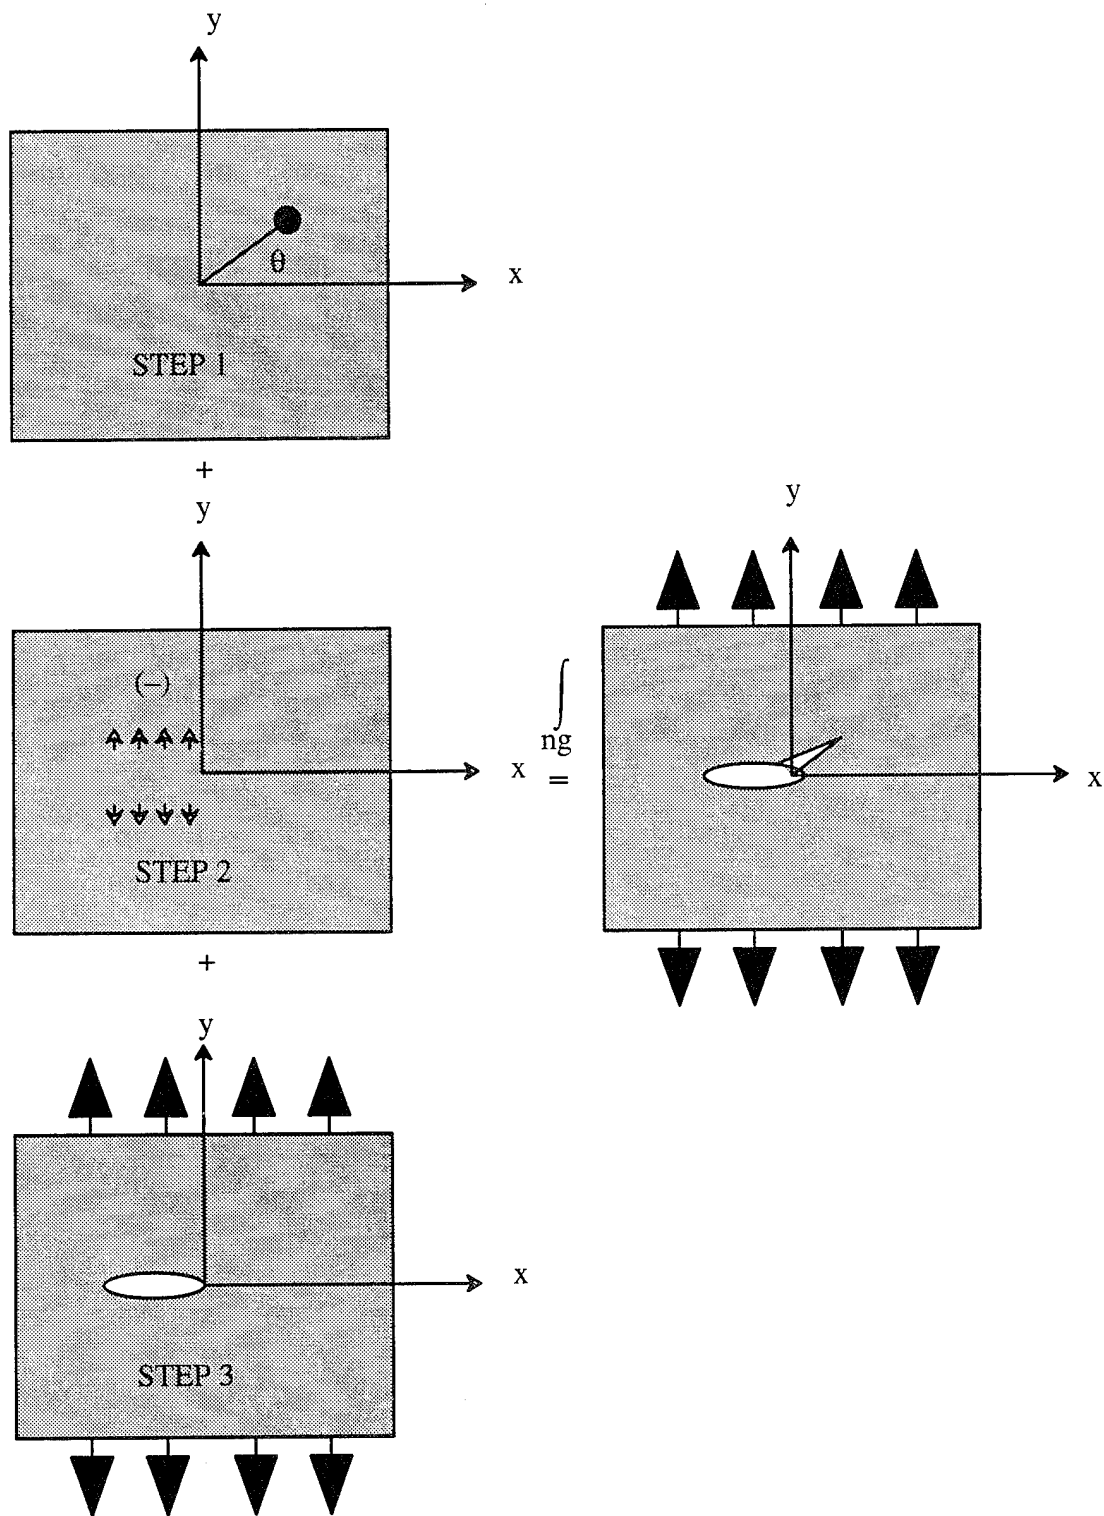 y
θ
x
STEP 1
+
y
(–)
x
STEP 2
+
y
x
STEP 3
∫
ng
=
y
x